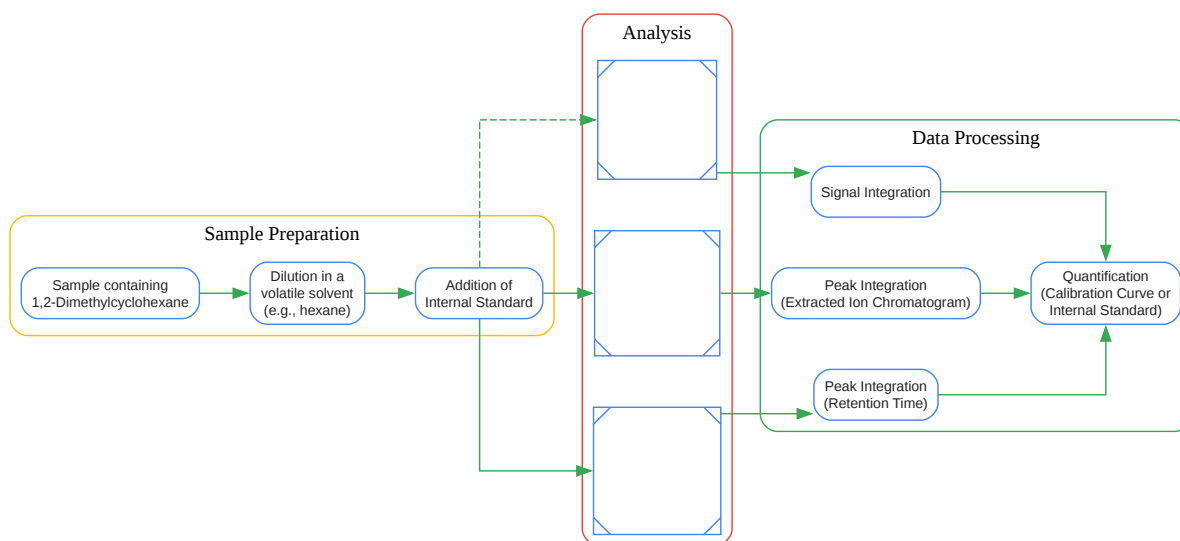 Analysis
Data Processing
Signal Integration
Sample Preparation
Sample containing
1,2-Dimethylcyclohexane
Dilution in a
volatile solvent
(e.g., hexane)
Addition of
Internal Standard
Peak Integration
(Extracted Ion Chromatogram)
Quantification
(Calibration Curve or
Internal Standard)
Peak Integration
(Retention Time)